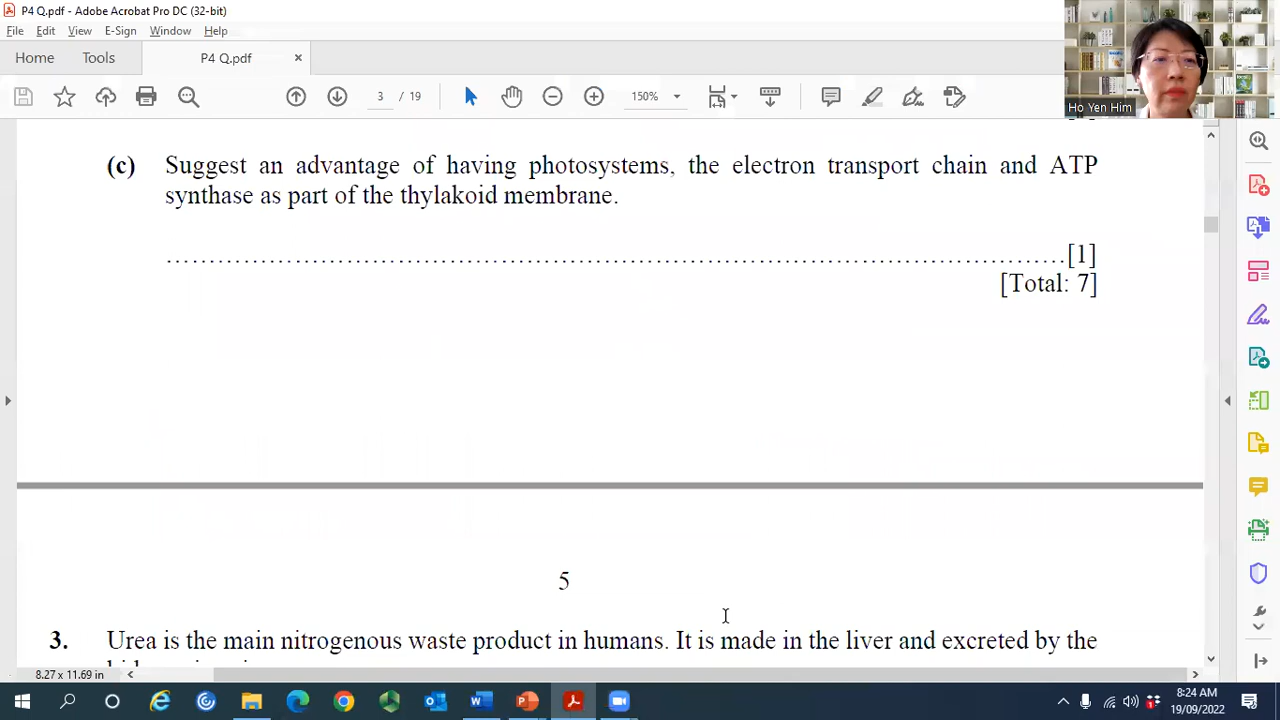 P4 Q.pdf - Adobe Acrobat Pro DC (32-bit)
File Edit View E-Sign Window Help
Home Tools P4 Q.pdf ×
3 / 19 150%
Ho Yen Him
(c) Suggest an advantage of having photosystems, the electron transport chain and ATP
synthase as part of the thylakoid membrane.
……………………………………………………………………………………………[1]
[Total: 7]
5
3. Urea is the main nitrogenous waste product in humans. It is made in the liver and excreted by the
8.27 x 11.69 in
8:24 AM
19/09/2022